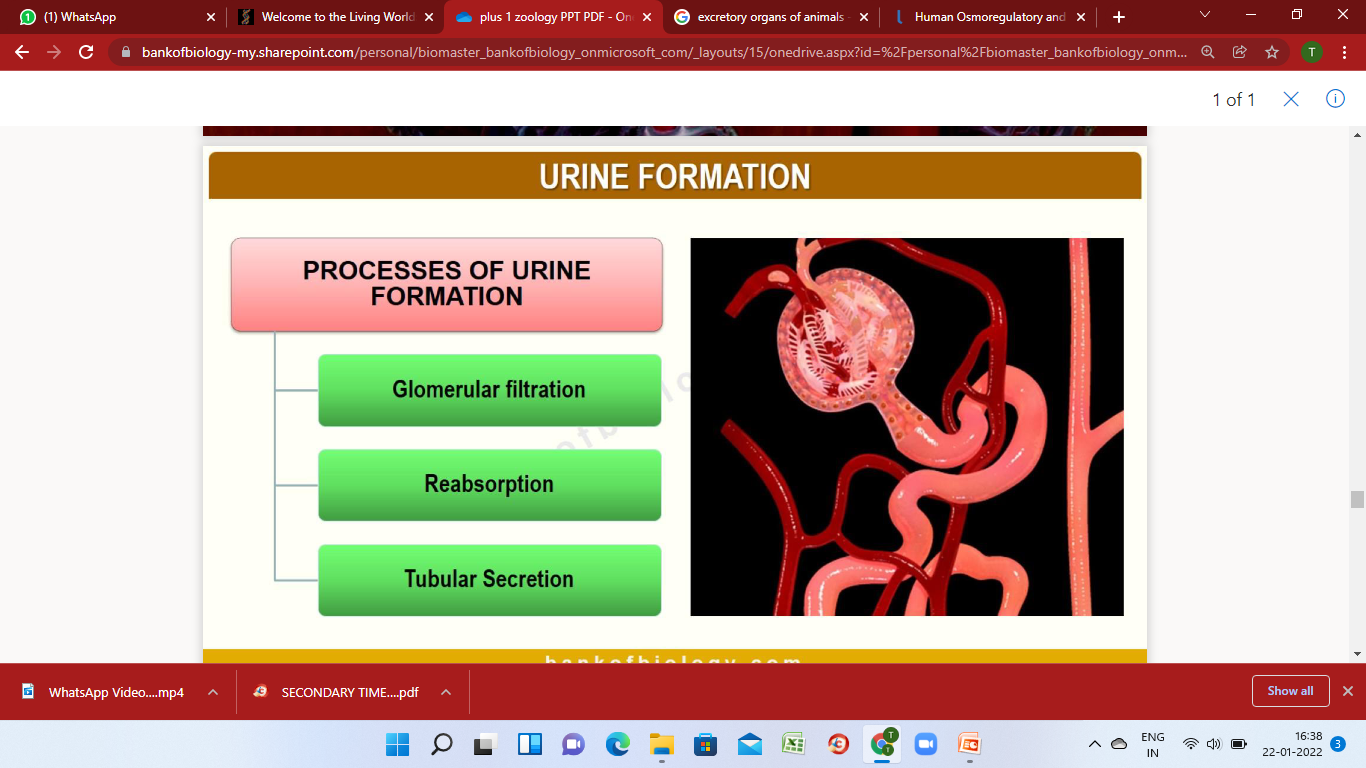 (1) WhatsApp
Welcome to the Living World
plus 1 zoology PPT PDF - On
excretory organs of animals
Human Osmoregulatory and
bankofbiology-my.sharepoint.com/personal/biomaster_bankofbiology_onmicrosoft_com/_layouts/15/onedrive.aspx?id=%2Fpersonal%2Fbiomaster_bankofbiology_onm...
T
1 of 1
URINE FORMATION
PROCESSES OF URINE
FORMATION
Glomerular filtration
Reabsorption
Tubular Secretion
bankofbiology.com
WhatsApp Video....mp4
SECONDARY TIME....pdf
Show all
ENG
IN
16:38
22-01-2022
3